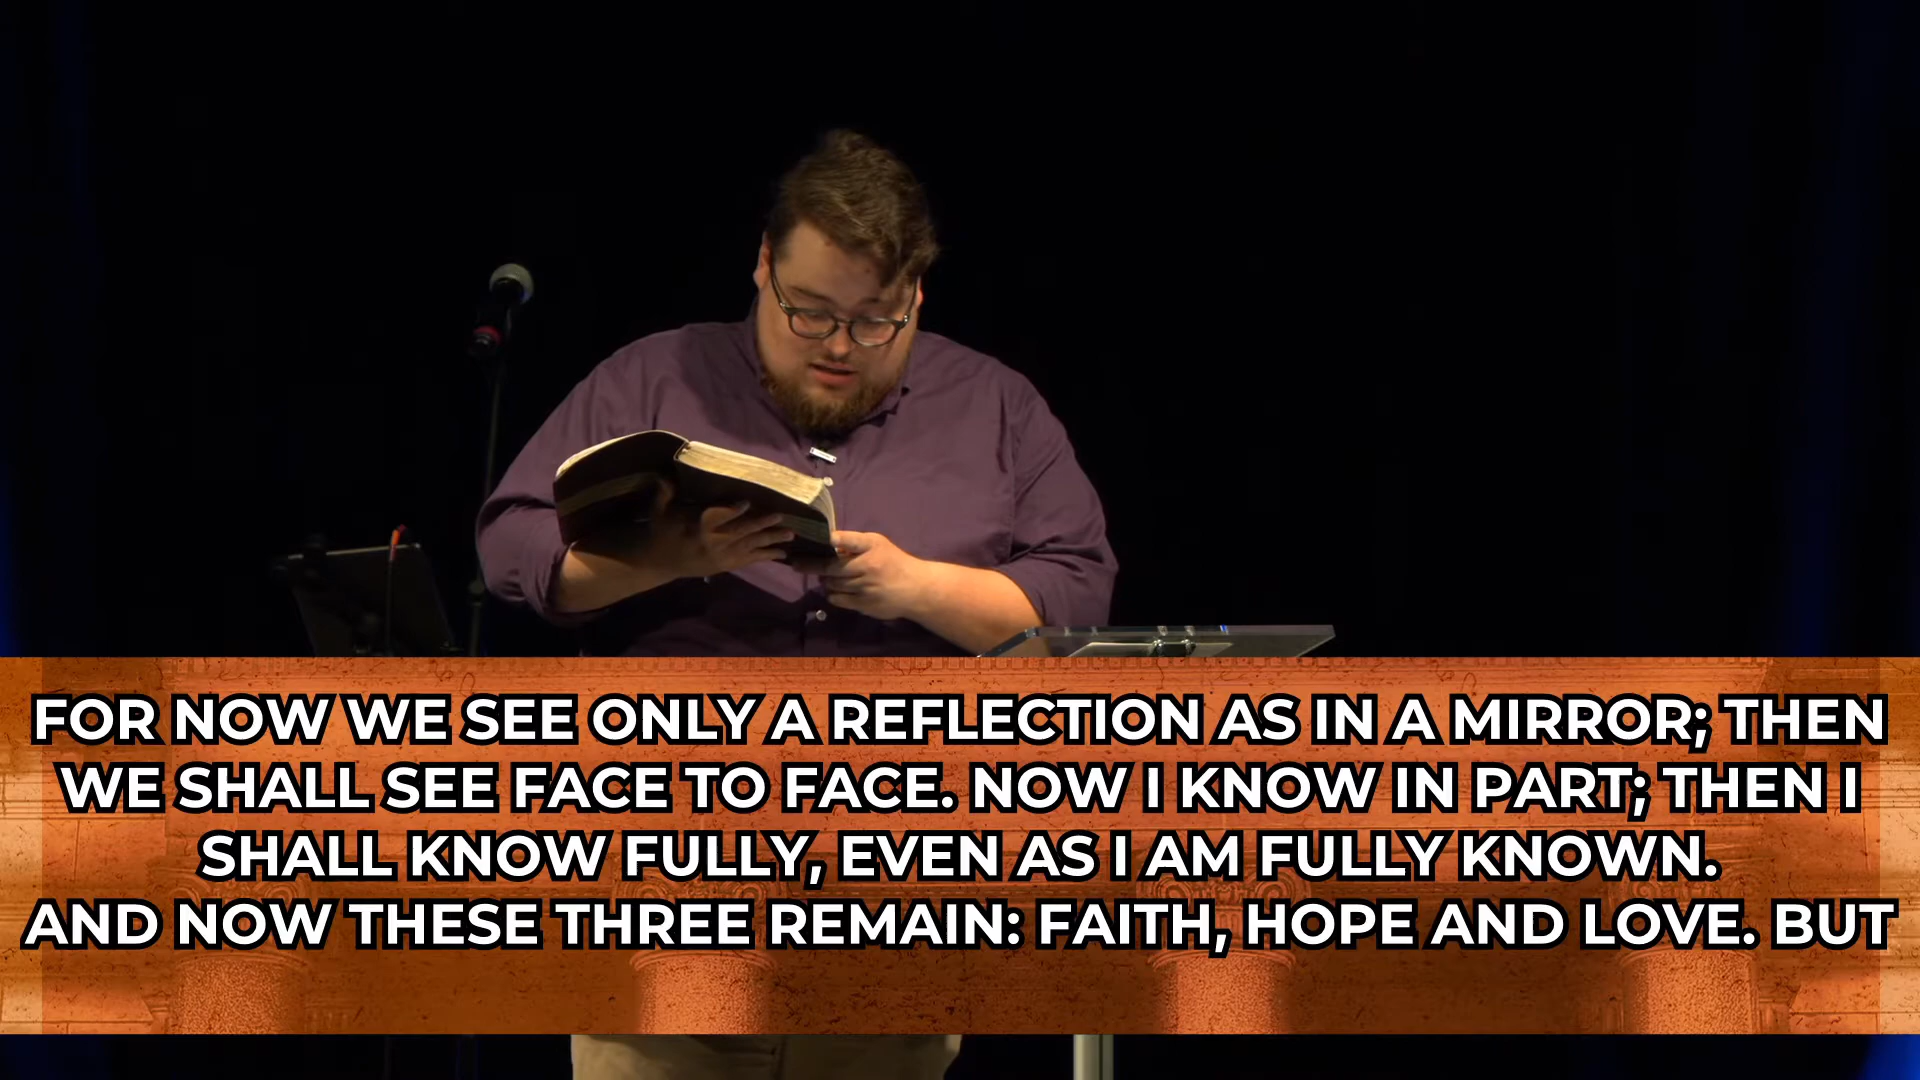 FOR NOW WE SEE ONLY A REFLECTION AS IN A MIRROR; THEN
WE SHALL SEE FACE TO FACE. NOW I KNOW IN PART; THEN I
SHALL KNOW FULLY, EVEN AS I AM FULLY KNOWN.
AND NOW THESE THREE REMAIN: FAITH, HOPE AND LOVE. BUT